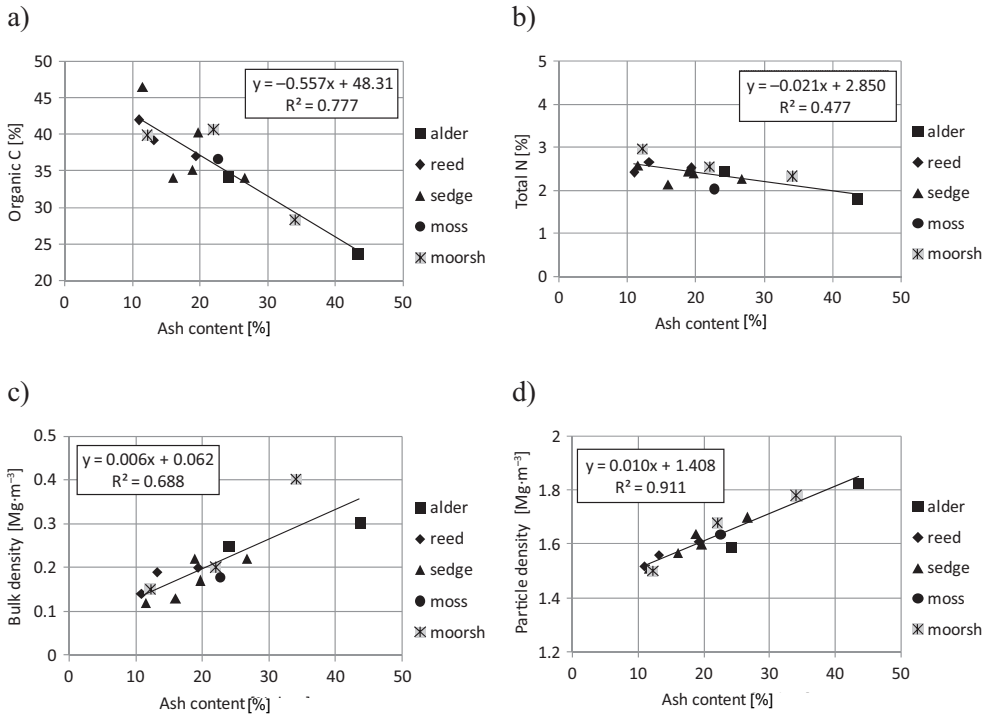 a)
50
45
40
35
30
25
20
0
10
20
30
40
50
Organic C [%]
Ash content [%]
y = –0.557x + 48.31
R² = 0.777
alder
reed
sedge
moss
moorsh
b)
5
4
3
2
1
0
0
10
20
30
40
50
Total N [%]
Ash content [%]
y = –0.021x + 2.850
R² = 0.477
alder
reed
sedge
moss
moorsh
c)
0.5
0.4
0.3
0.2
0.1
0
0
10
20
30
40
50
Bulk density [Mg·m⁻³]
Ash content [%]
y = 0.006x + 0.062
R² = 0.688
alder
reed
sedge
moss
moorsh
d)
2
1.8
1.6
1.4
1.2
0
10
20
30
40
50
Particle density [Mg·m⁻³]
Ash content [%]
y = 0.010x + 1.408
R² = 0.911
alder
reed
sedge
moss
moorsh